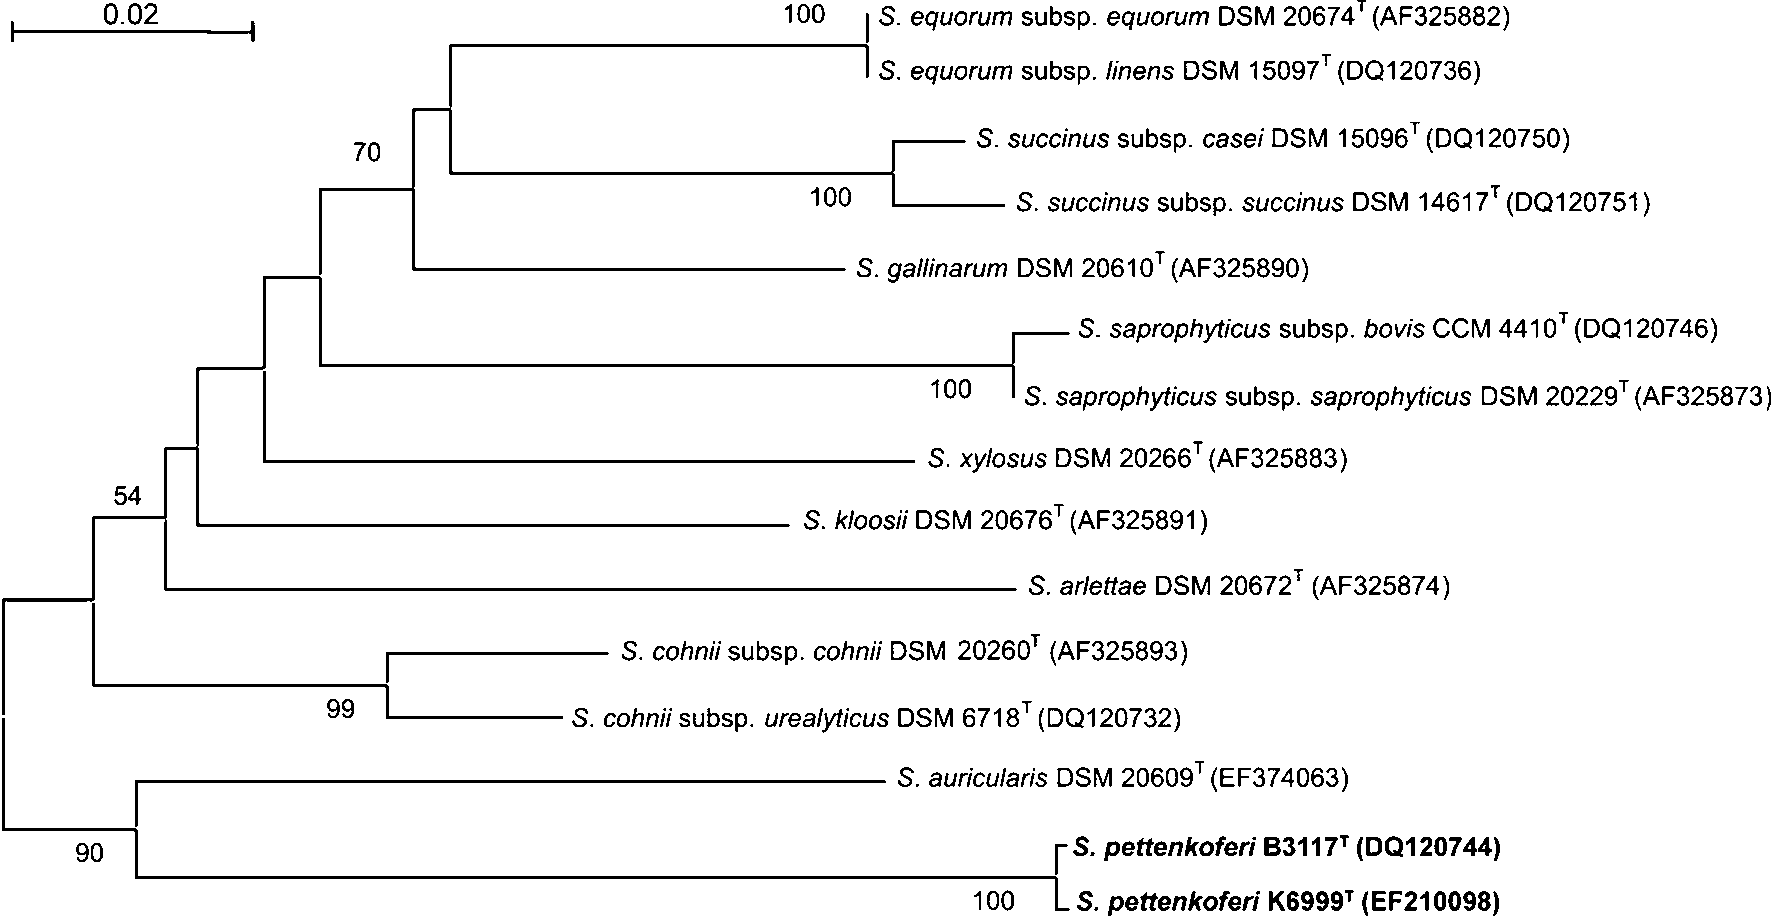 0.02
100
S. equorum subsp. equorum DSM 20674T (AF325882)
S. equorum subsp. linens DSM 15097T (DQ120736)
70
S. succinus subsp. casei DSM 15096T (DQ120750)
100
S. succinus subsp. succinus DSM 14617T (DQ120751)
S. gallinarum DSM 20610T (AF325890)
S. saprophyticus subsp. bovis CCM 4410T (DQ120746)
100
S. saprophyticus subsp. saprophyticus DSM 20229T (AF325873)
S. xylosus DSM 20266T (AF325883)
54
S. kloosii DSM 20676T (AF325891)
S. arlettae DSM 20672T (AF325874)
S. cohnii subsp. cohnii DSM 20260T (AF325893)
99
S. cohnii subsp. urealyticus DSM 6718T (DQ120732)
S. auricularis DSM 20609T (EF374063)
90
S. pettenkoferi B3117T (DQ120744)
100
S. pettenkoferi K6999T (EF210098)